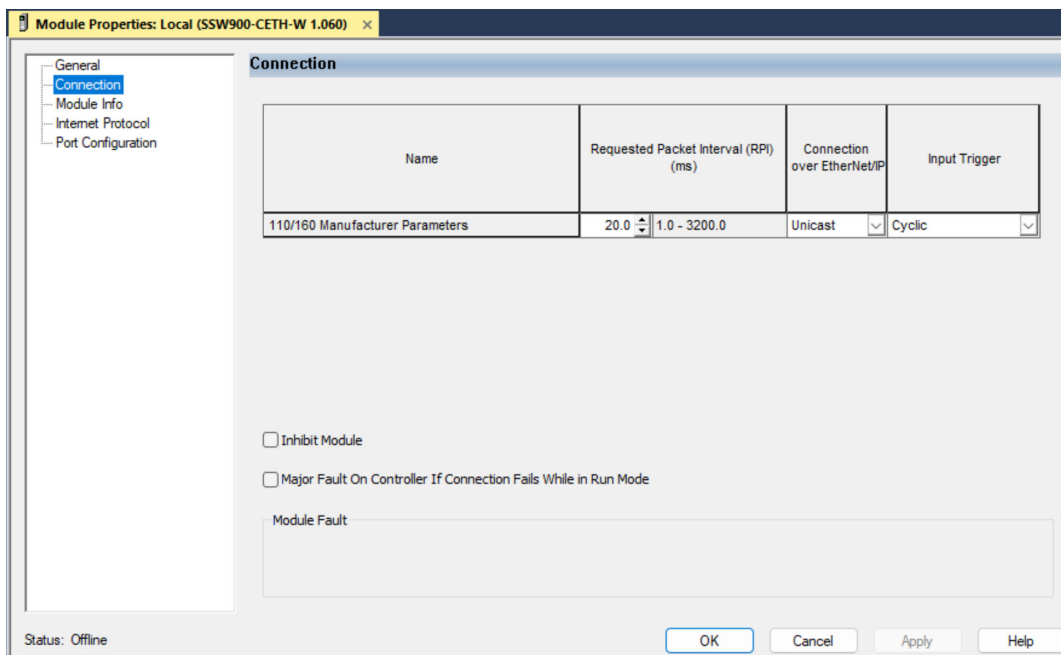 Module Properties: Local (SSW900-CETH-W 1.060)
General
Connection
Module Info
Internet Protocol
Port Configuration
Connection
Name
Requested Packet Interval (RPI)
(ms)
Connection
over EtherNet/IP
Input Trigger
110/160 Manufacturer Parameters
20.0
1.0 - 3200.0
Unicast
Cyclic
Inhibit Module
Major Fault On Controller If Connection Fails While in Run Mode
Module Fault
Status: Offline
OK
Cancel
Apply
Help